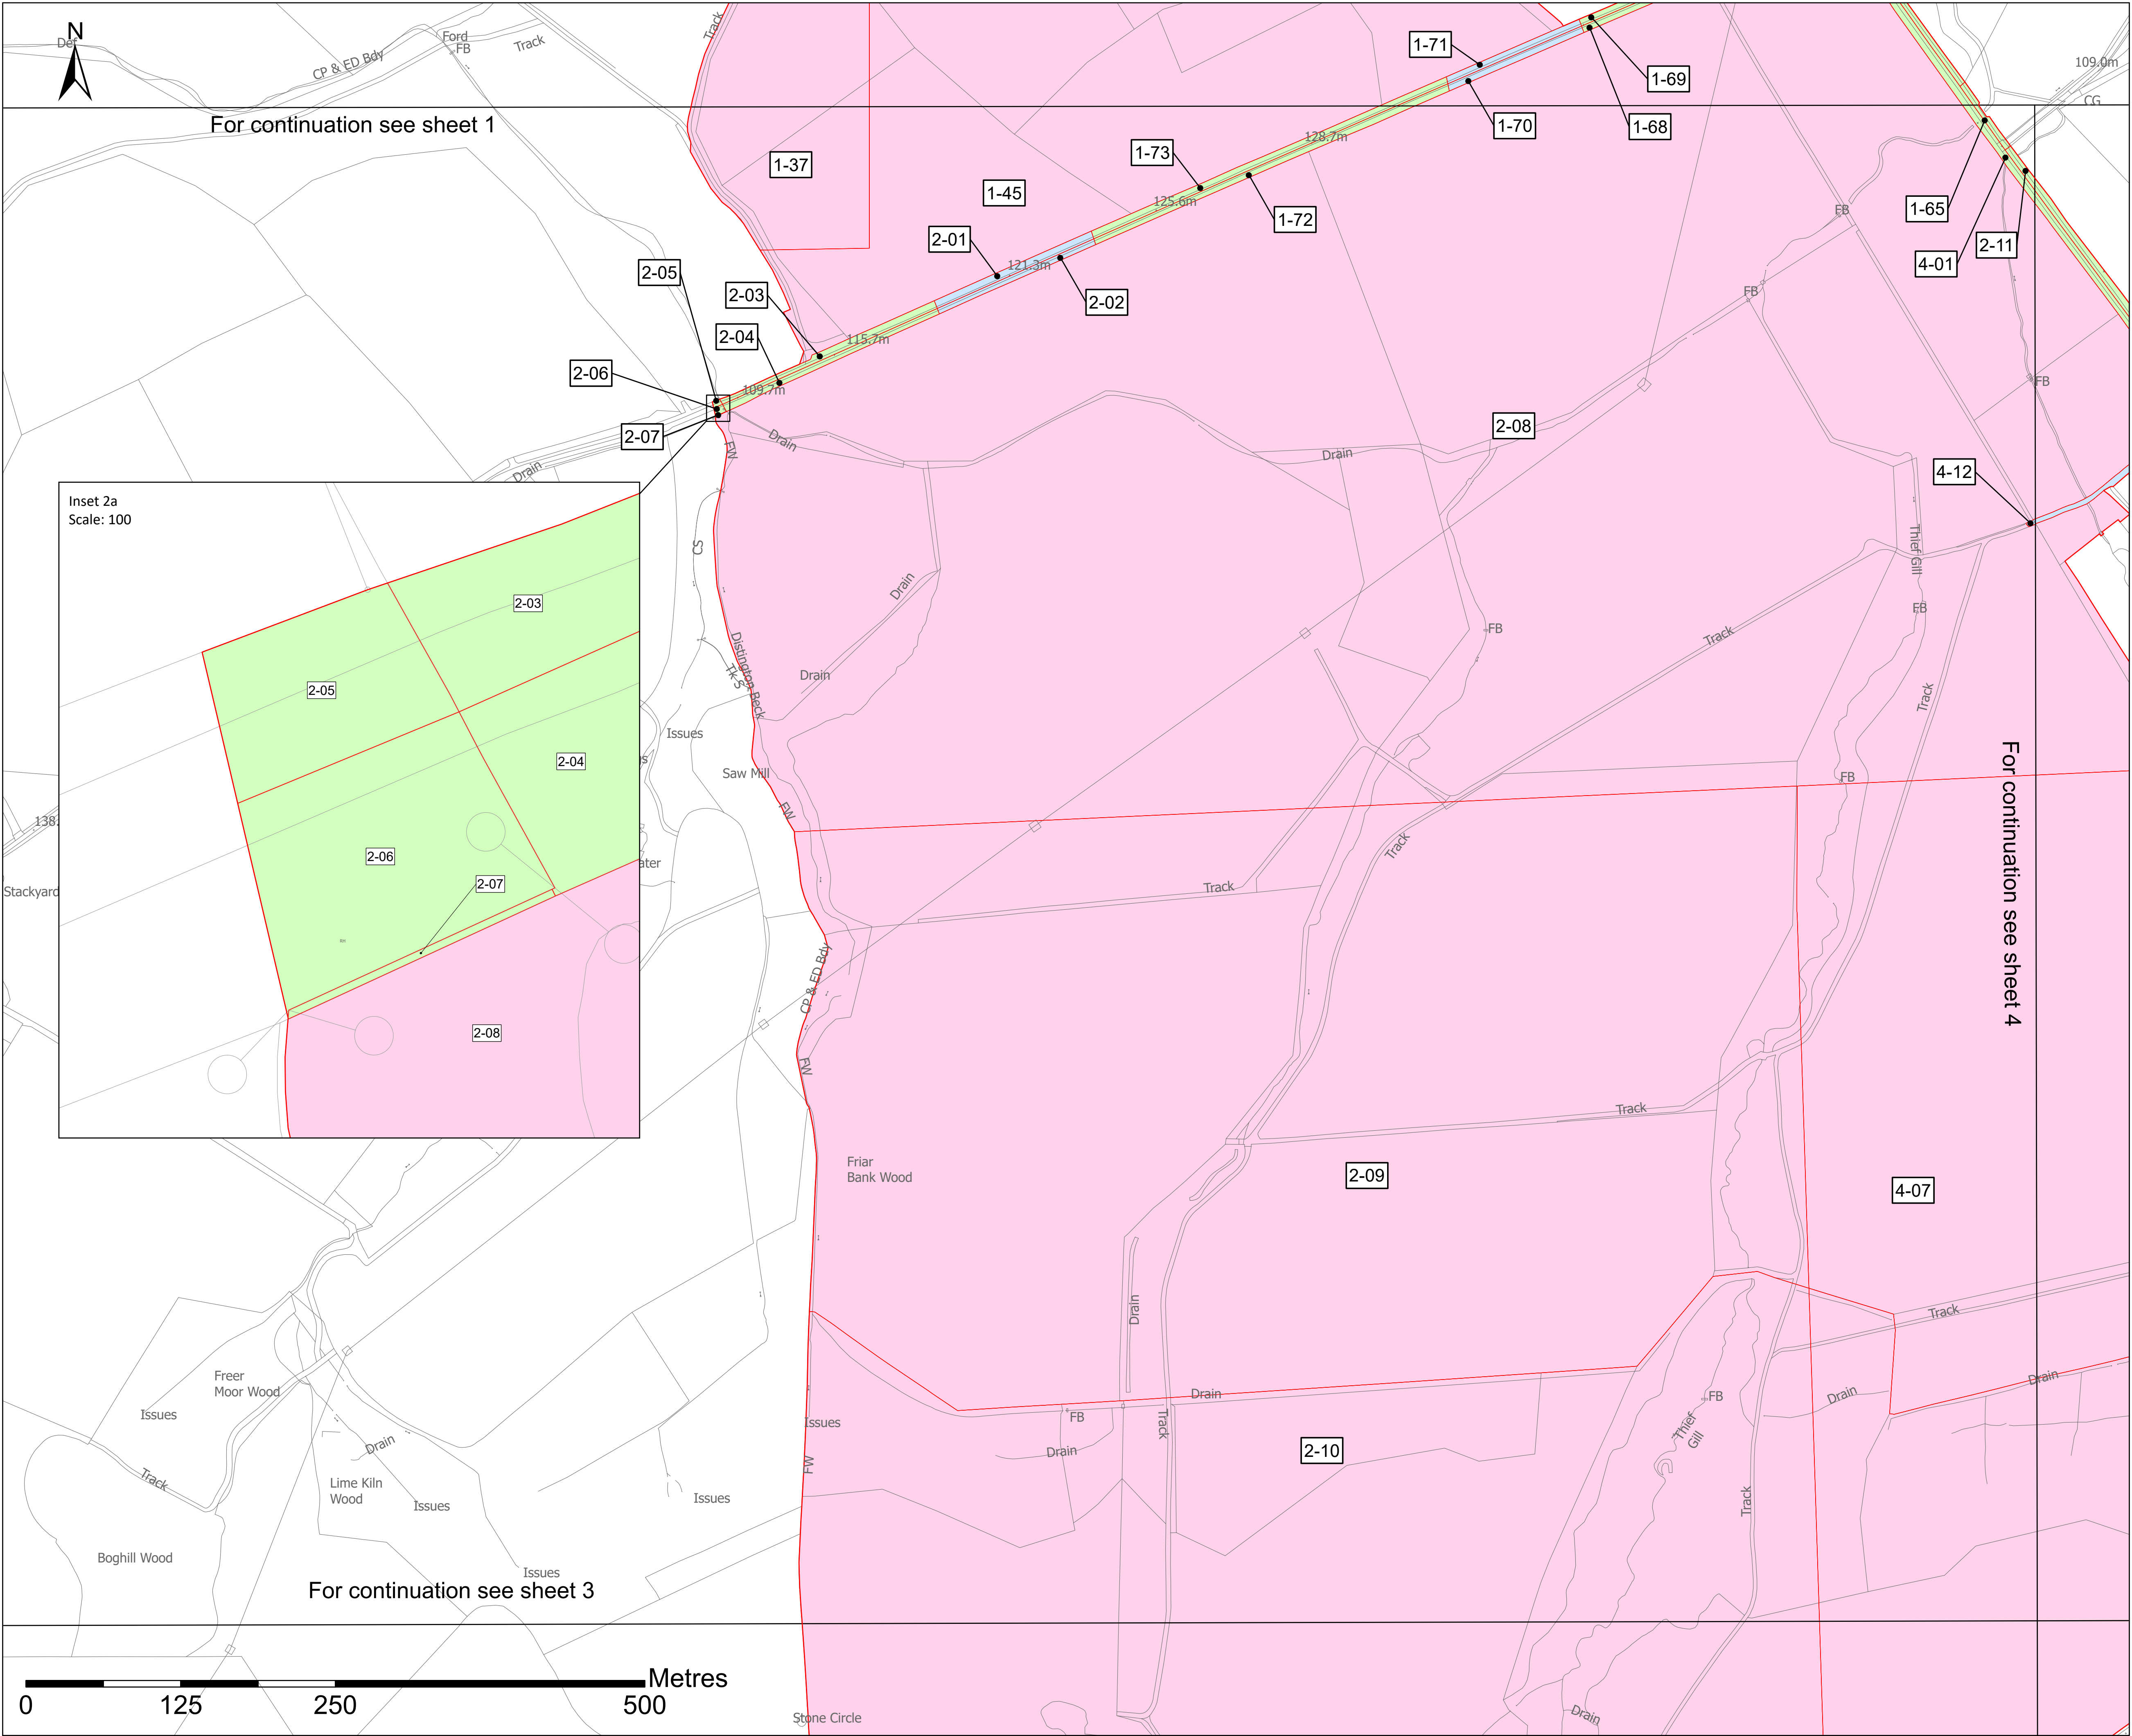 N
Def
CP & ED Bdy
Ford
FB
Track
Track
109.0m
CG
For continuation see sheet 1
1-71
1-69
1-70
1-68
128.7m
1-37
1-73
1-45
125.6m
1-72
1-65
4-01
2-11
FB
FB
FB
2-01
121.3m
2-02
2-05
2-03
2-04
115.7m
109.7m
2-06
2-07
Drain
FW
Drain
Drain
2-08
4-12
Thief Gill
FB
Inset 2a
Scale: 100
2-03
2-05
2-04
2-06
2-07
2-08
CS
Drain
Distington Beck
Tk S
Drain
FB
Track
Track
Issues
Saw Mill
FW
138.
Stackyard
ater
FB
For continuation see sheet 4
Track
Track
CP & ED Bdy
FW
Track
Friar
Bank Wood
2-09
4-07
Drain
Track
Freer
Moor Wood
Issues
Drain
Drain
Drain
FB
FB
Thief
Gill
Track
Issues
Drain
2-10
FW
Track
Track
Drain
Lime Kiln
Wood
Issues
Issues
Boghill Wood
Issues
For continuation see sheet 3
Metres
0
125
250
500
Stone Circle
Drain